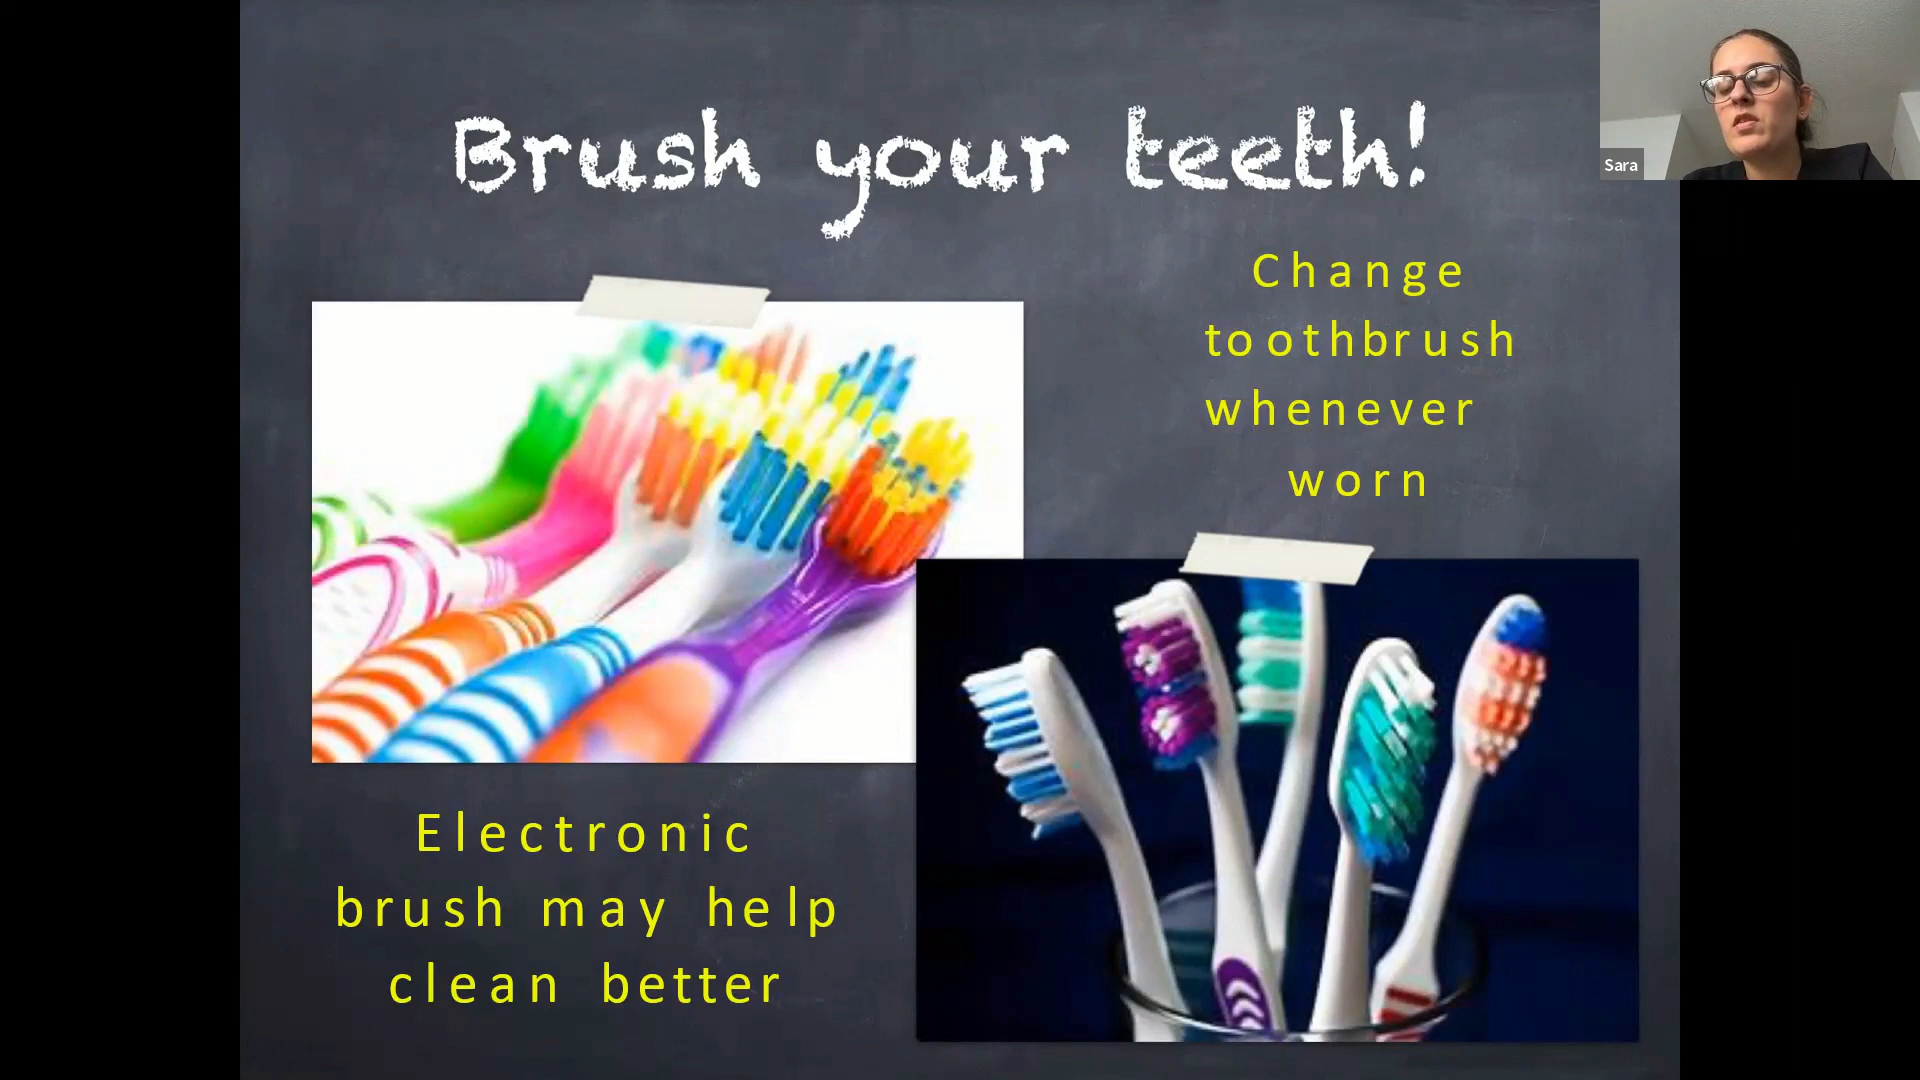 Brush your teeth!
Sara
Change
toothbrush
whenever
worn
Electronic
brush may help
clean better